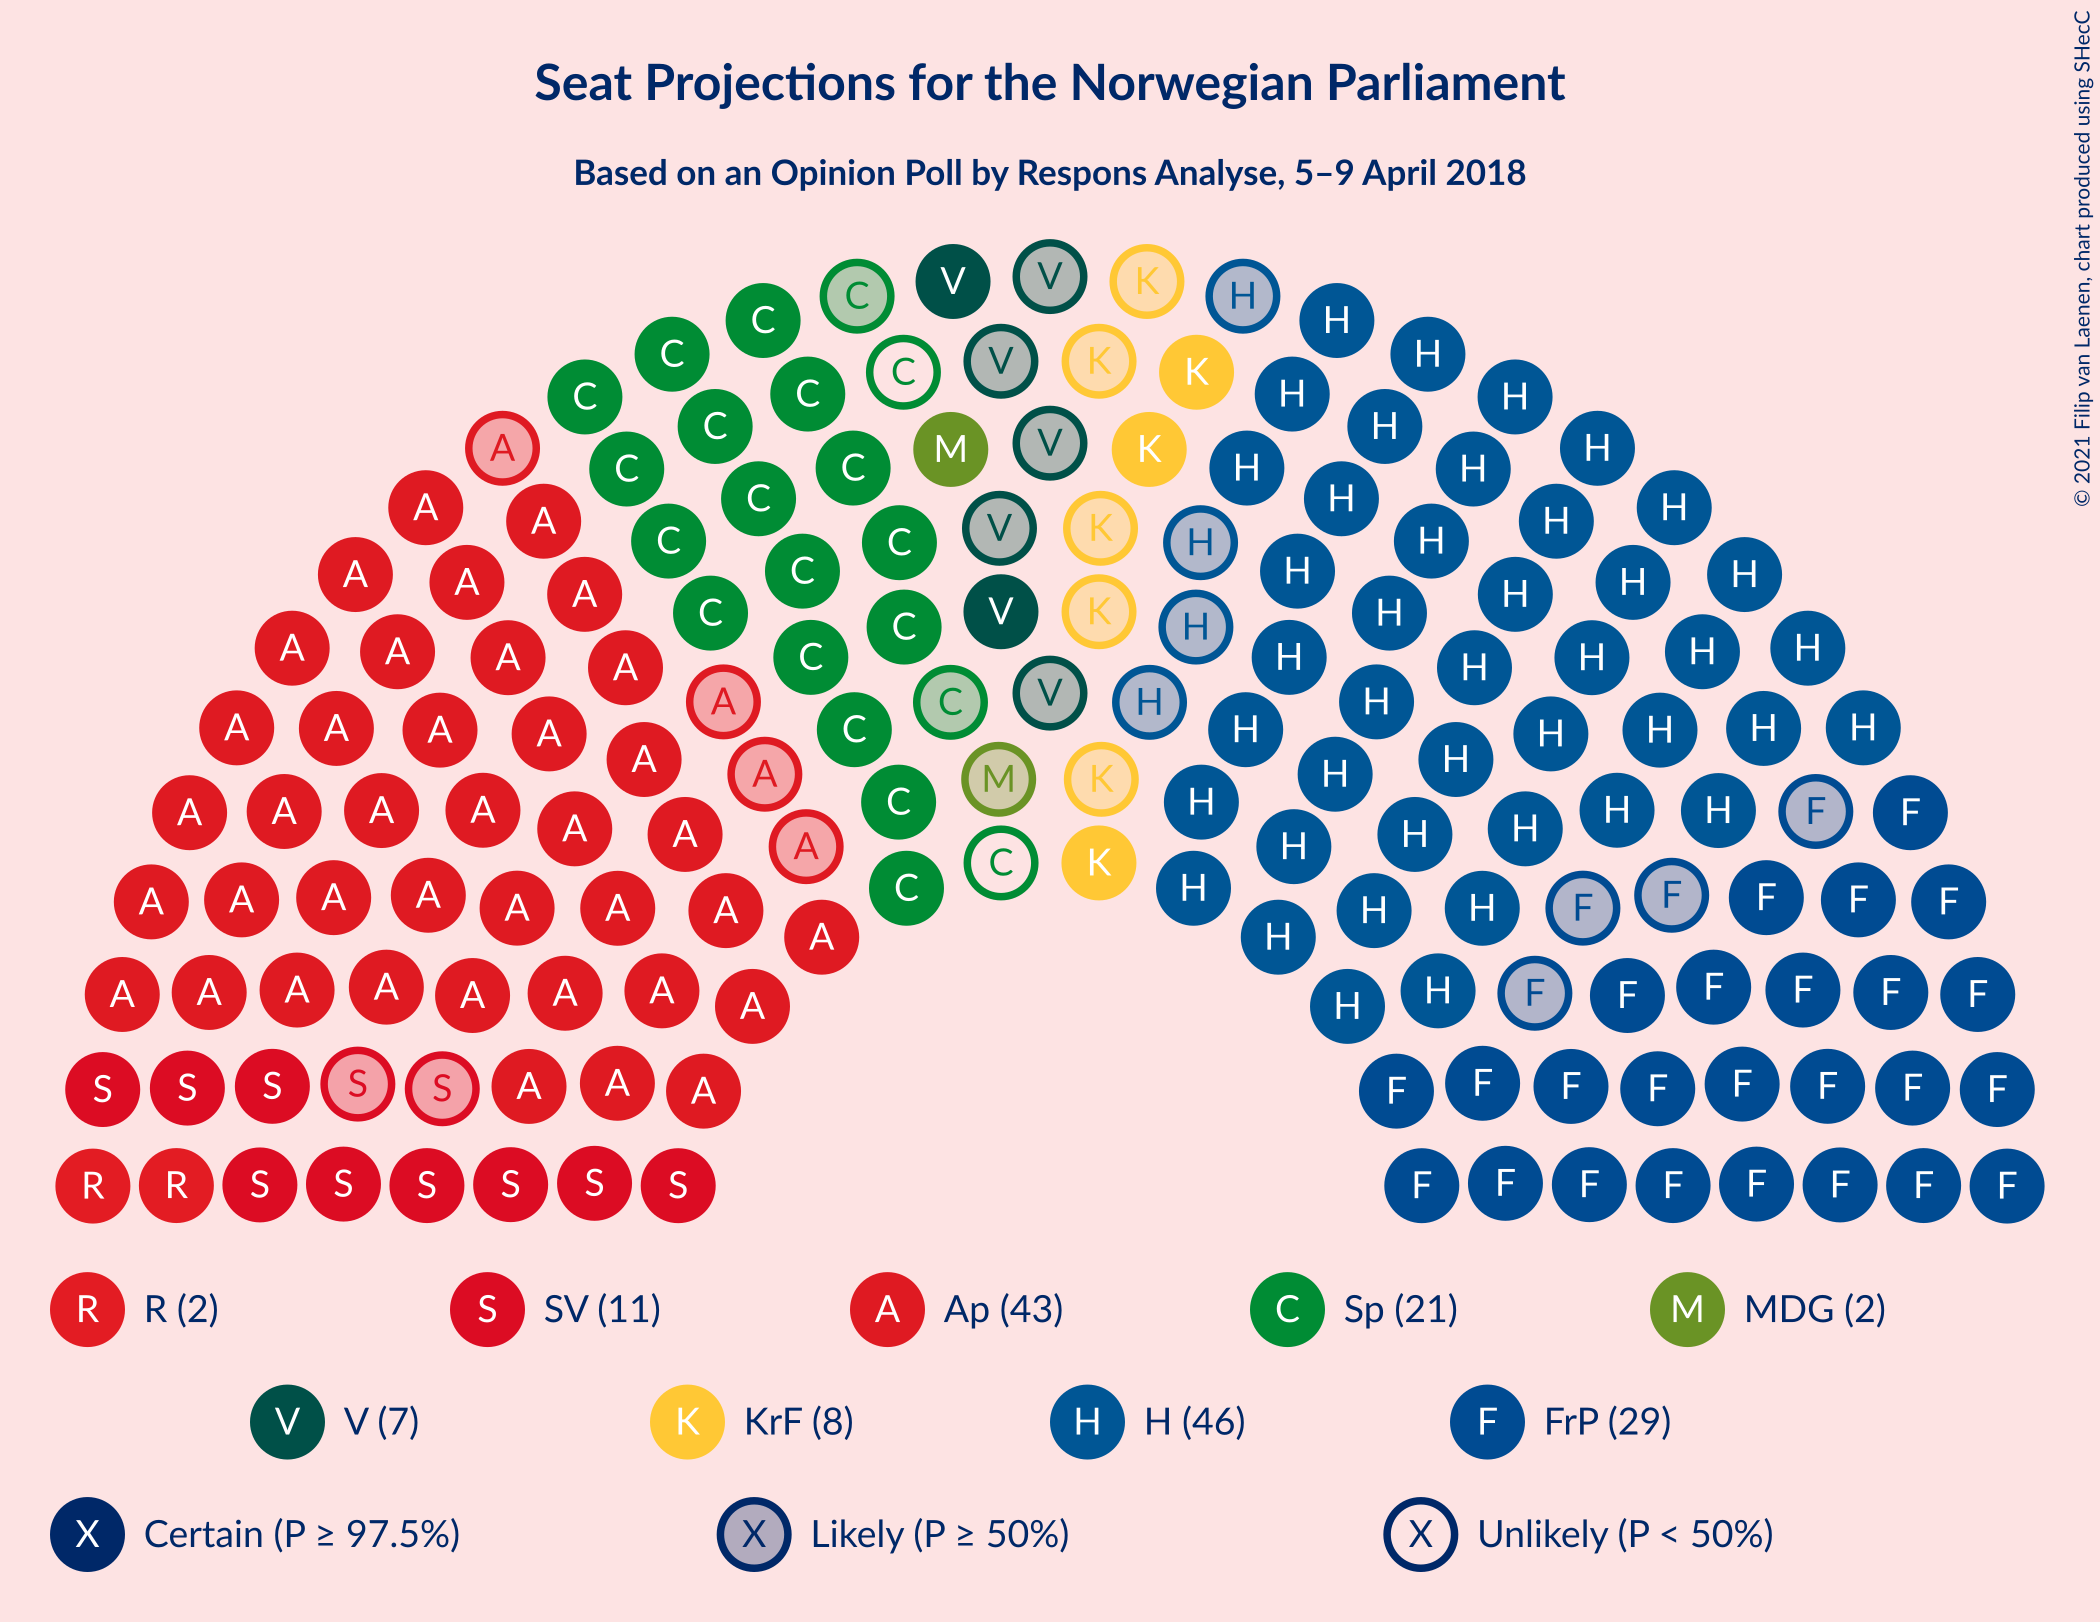 Seat Projections for the Norwegian Parliament
Based on an Opinion Poll by Respons Analyse, 5–9 April 2018
© 2021 Filip van Laenen, chart produced using SHecC
C V V K H
C C H H
C V K K
C C H H
C C H H
A M V K H
C C H H
A A C C H H H H
C V K H
A C C H H
A A C C H H H H
C V K H
A A A C C H H H H
A A C V H H H
A A A A C C H H H H H
A A M K H H
A A A A A C H H H H F F
A C K H
A A A A A A A C H H H F F F F F
A H
A A A A A A A A H H F F F F F F
S S S S S A A A F F F F F F F F
R R S S S S S S F F F F F F F F
R R (2) S SV (11) A Ap (43) C Sp (21) M MDG (2)
V V (7) K KrF (8) H H (46) F FrP (29)
X Certain (P ≥ 97.5%) X Likely (P ≥ 50%) X Unlikely (P < 50%)